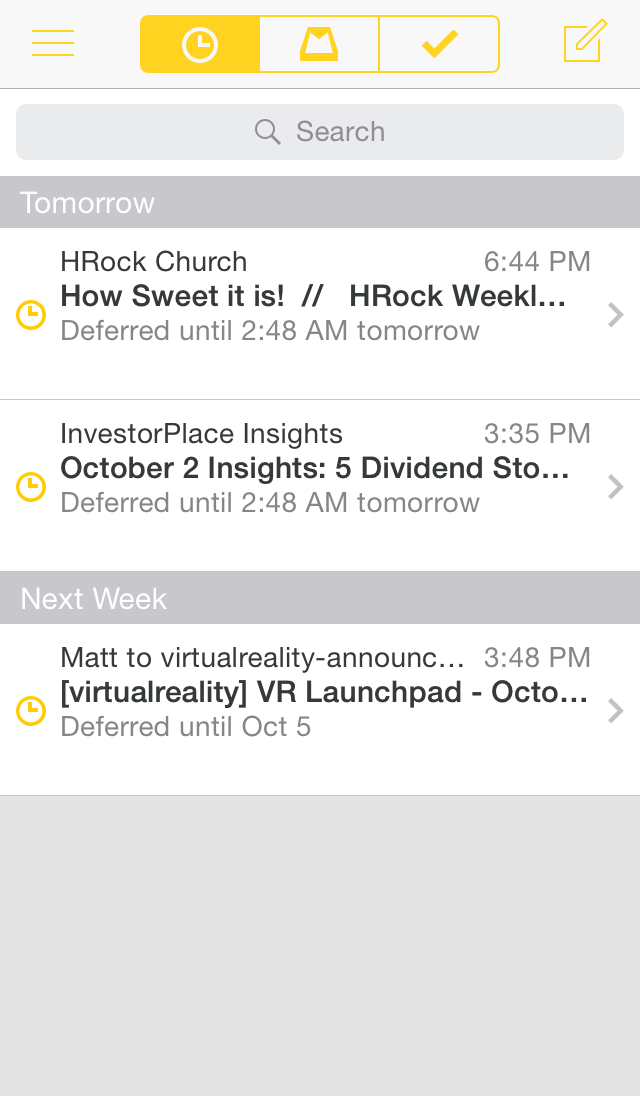 Search
Tomorrow
HRock Church 6:44 PM
How Sweet it is!  //   HRock Weekl...
Deferred until 2:48 AM tomorrow
InvestorPlace Insights 3:35 PM
October 2 Insights: 5 Dividend Sto...
Deferred until 2:48 AM tomorrow
Next Week
Matt to virtualreality-announc... 3:48 PM
[virtualreality] VR Launchpad - Octo...
Deferred until Oct 5